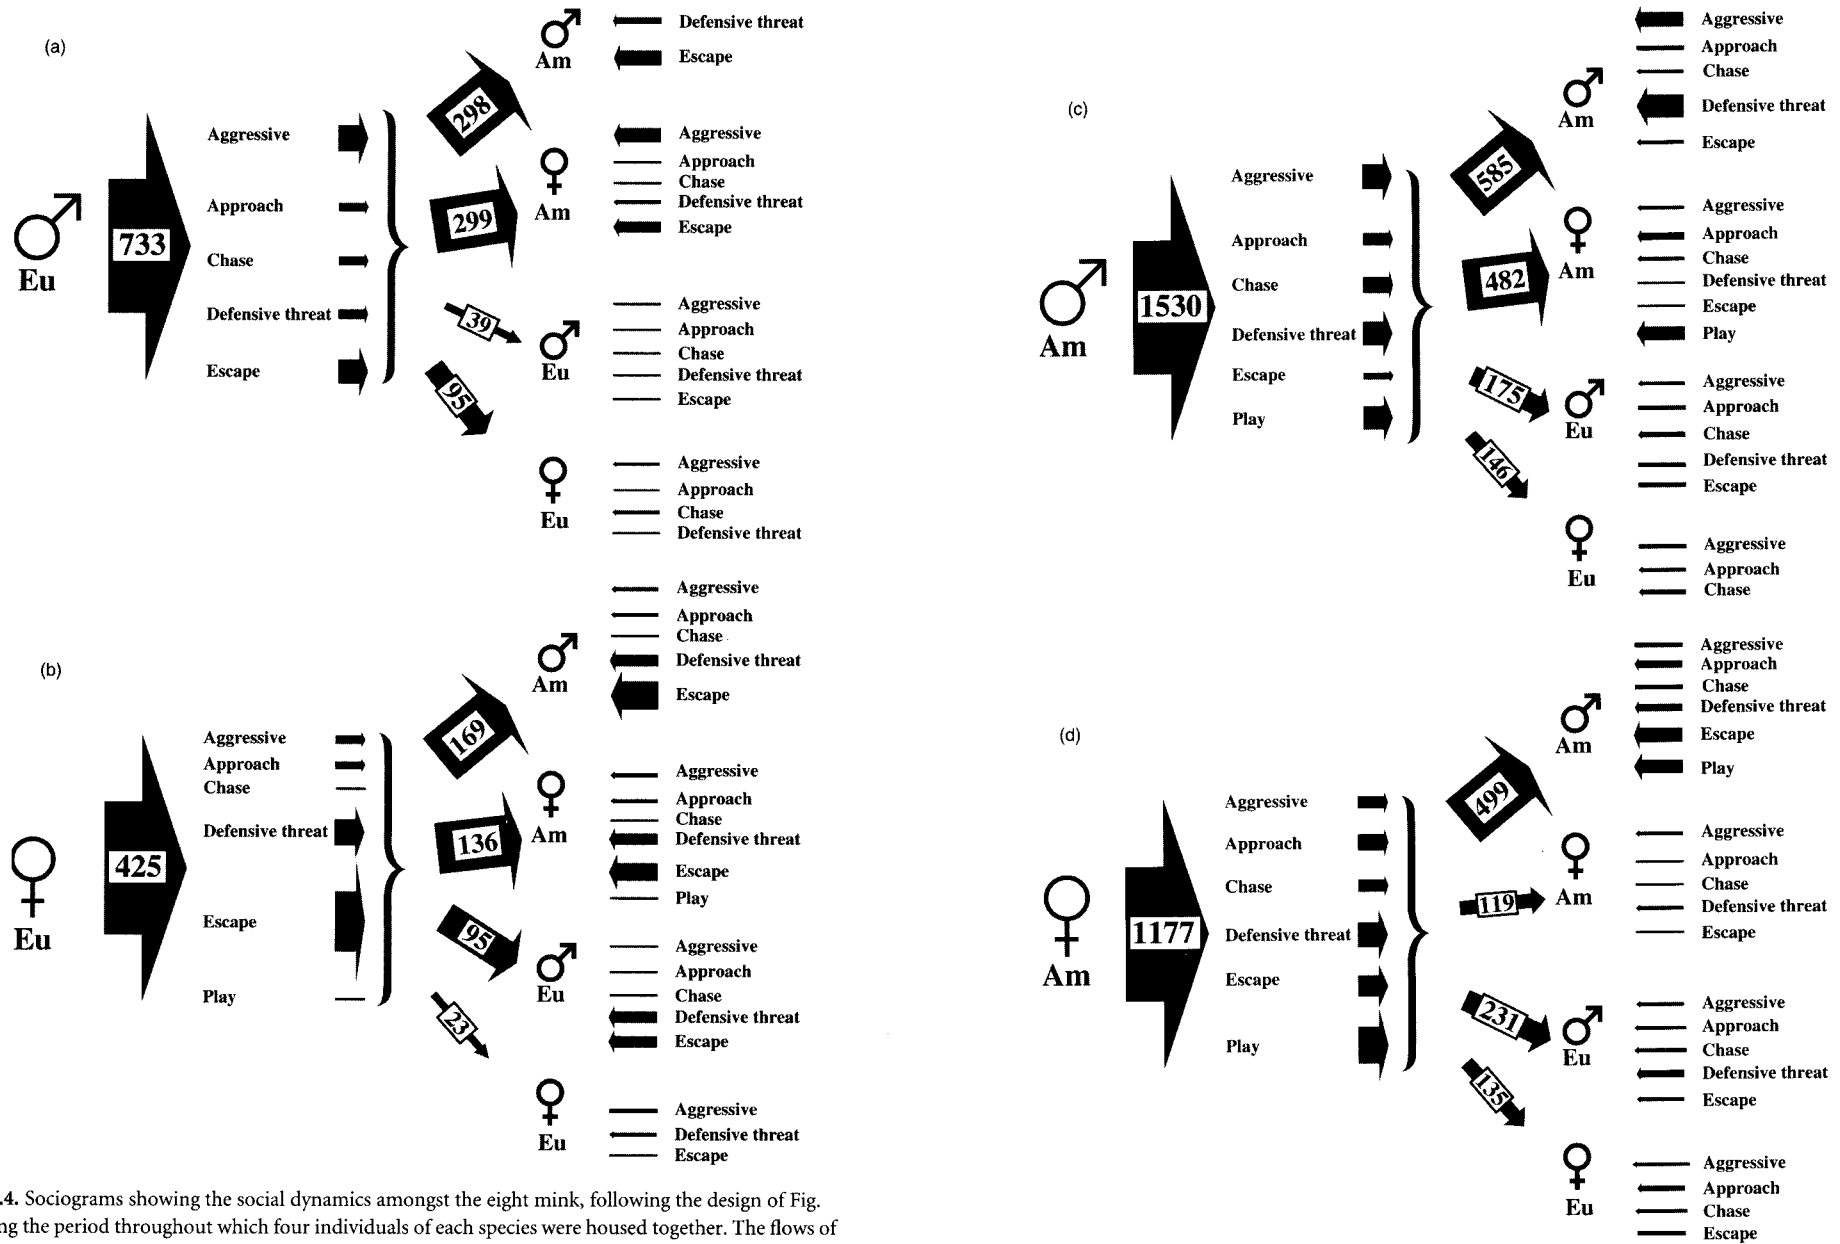 (a)
Eu
733
Aggressive
Approach
Chase
Defensive threat
Escape
298
299
39
95
Am
Defensive threat
Escape
Am
Aggressive
Approach
Chase
Defensive threat
Escape
Eu
Aggressive
Approach
Chase
Defensive threat
Escape
Eu
Aggressive
Approach
Chase
Defensive threat
(b)
Eu
425
Aggressive
Approach
Chase
Defensive threat
Escape
Play
169
136
95
23
Am
Aggressive
Approach
Chase
Defensive threat
Escape
Am
Aggressive
Approach
Chase
Defensive threat
Escape
Play
Eu
Aggressive
Approach
Chase
Defensive threat
Escape
Eu
Aggressive
Defensive threat
Escape
.4. Sociograms showing the social dynamics amongst the eight mink, following the design of Fig.
ng the period throughout which four individuals of each species were housed together. The flows of
(c)
Am
1530
Aggressive
Approach
Chase
Defensive threat
Escape
Play
585
482
175
146
Am
Aggressive
Approach
Chase
Defensive threat
Escape
Am
Aggressive
Approach
Chase
Defensive threat
Escape
Play
Eu
Aggressive
Approach
Chase
Defensive threat
Escape
Eu
Aggressive
Approach
Chase
(d)
Am
1177
Aggressive
Approach
Chase
Defensive threat
Escape
Play
499
119
231
135
Am
Aggressive
Approach
Chase
Defensive threat
Escape
Play
Am
Aggressive
Approach
Chase
Defensive threat
Escape
Eu
Aggressive
Approach
Chase
Defensive threat
Escape
Eu
Aggressive
Approach
Chase
Escape